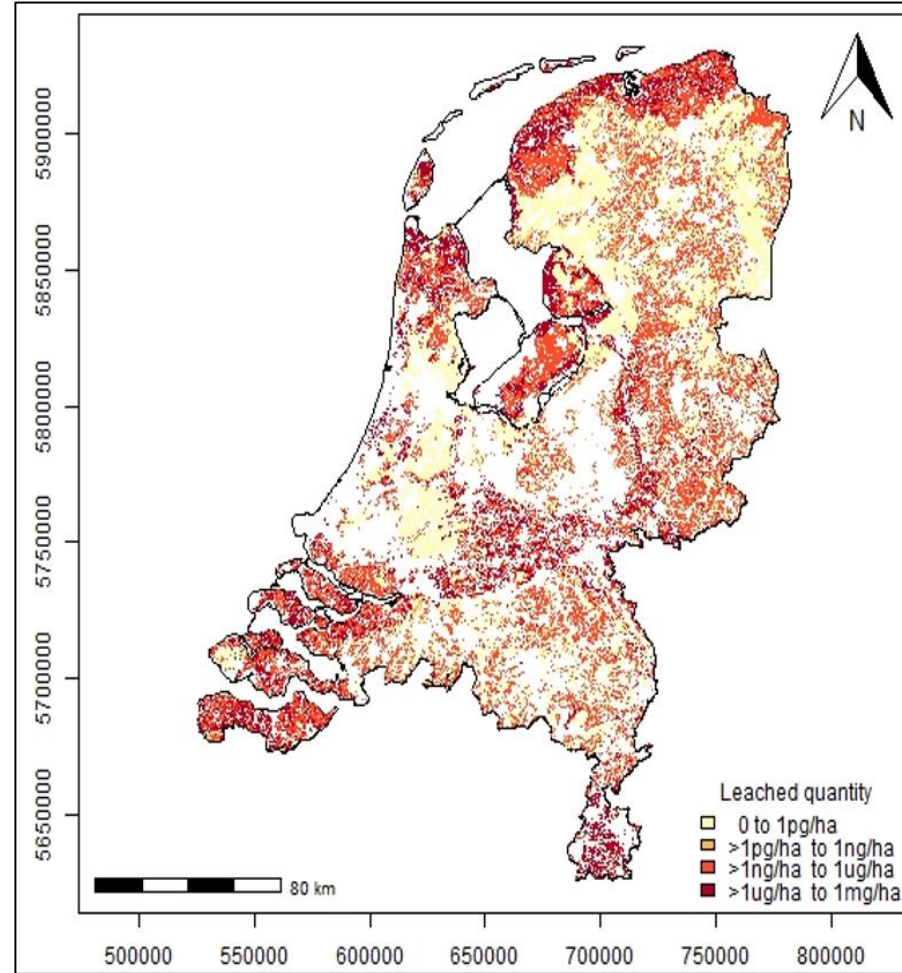 N
5900000
5850000
5800000
5750000
5700000
5650000
Leached quantity
0 to 1pg/ha
>1pg/ha to 1ng/ha
>1ng/ha to 1ug/ha
>1ug/ha to 1mg/ha
80 km
500000 550000 600000 650000 700000 750000 800000